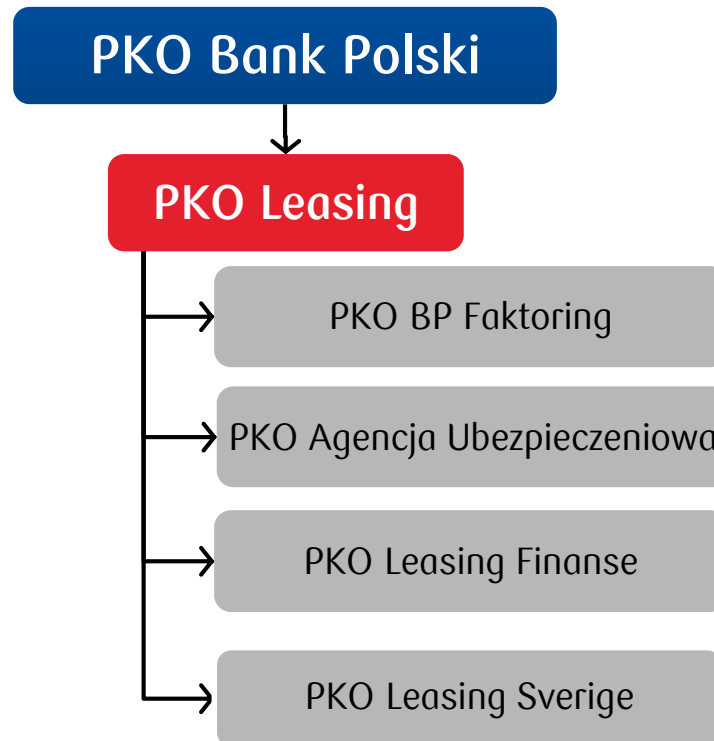 PKO Bank Polski
PKO Leasing
PKO BP Faktoring
PKO Agencja Ubezpieczeniowa
PKO Leasing Finanse
PKO Leasing Sverige